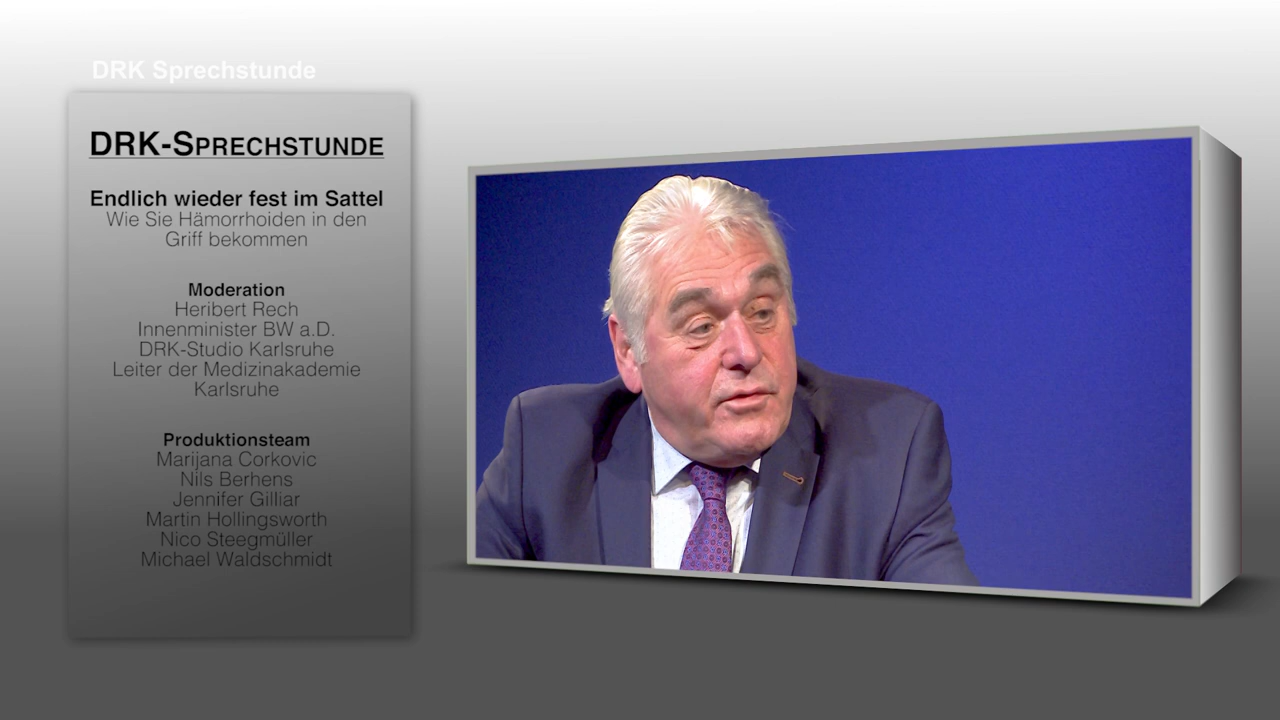 DRK Sprechstunde
DRK-SPRECHSTUNDE
Endlich wieder fest im Sattel
Wie Sie Hämorrhoiden in den
Griff bekommen
Moderation
Heribert Rech
Innenminister BW a.D.
DRK-Studio Karlsruhe
Leiter der Medizinakademie
Karlsruhe
Produktionsteam
Marijana Corkovic
Nils Berhens
Jennifer Gilliar
Martin Hollingsworth
Nico Steegmüller
Michael Waldschmidt